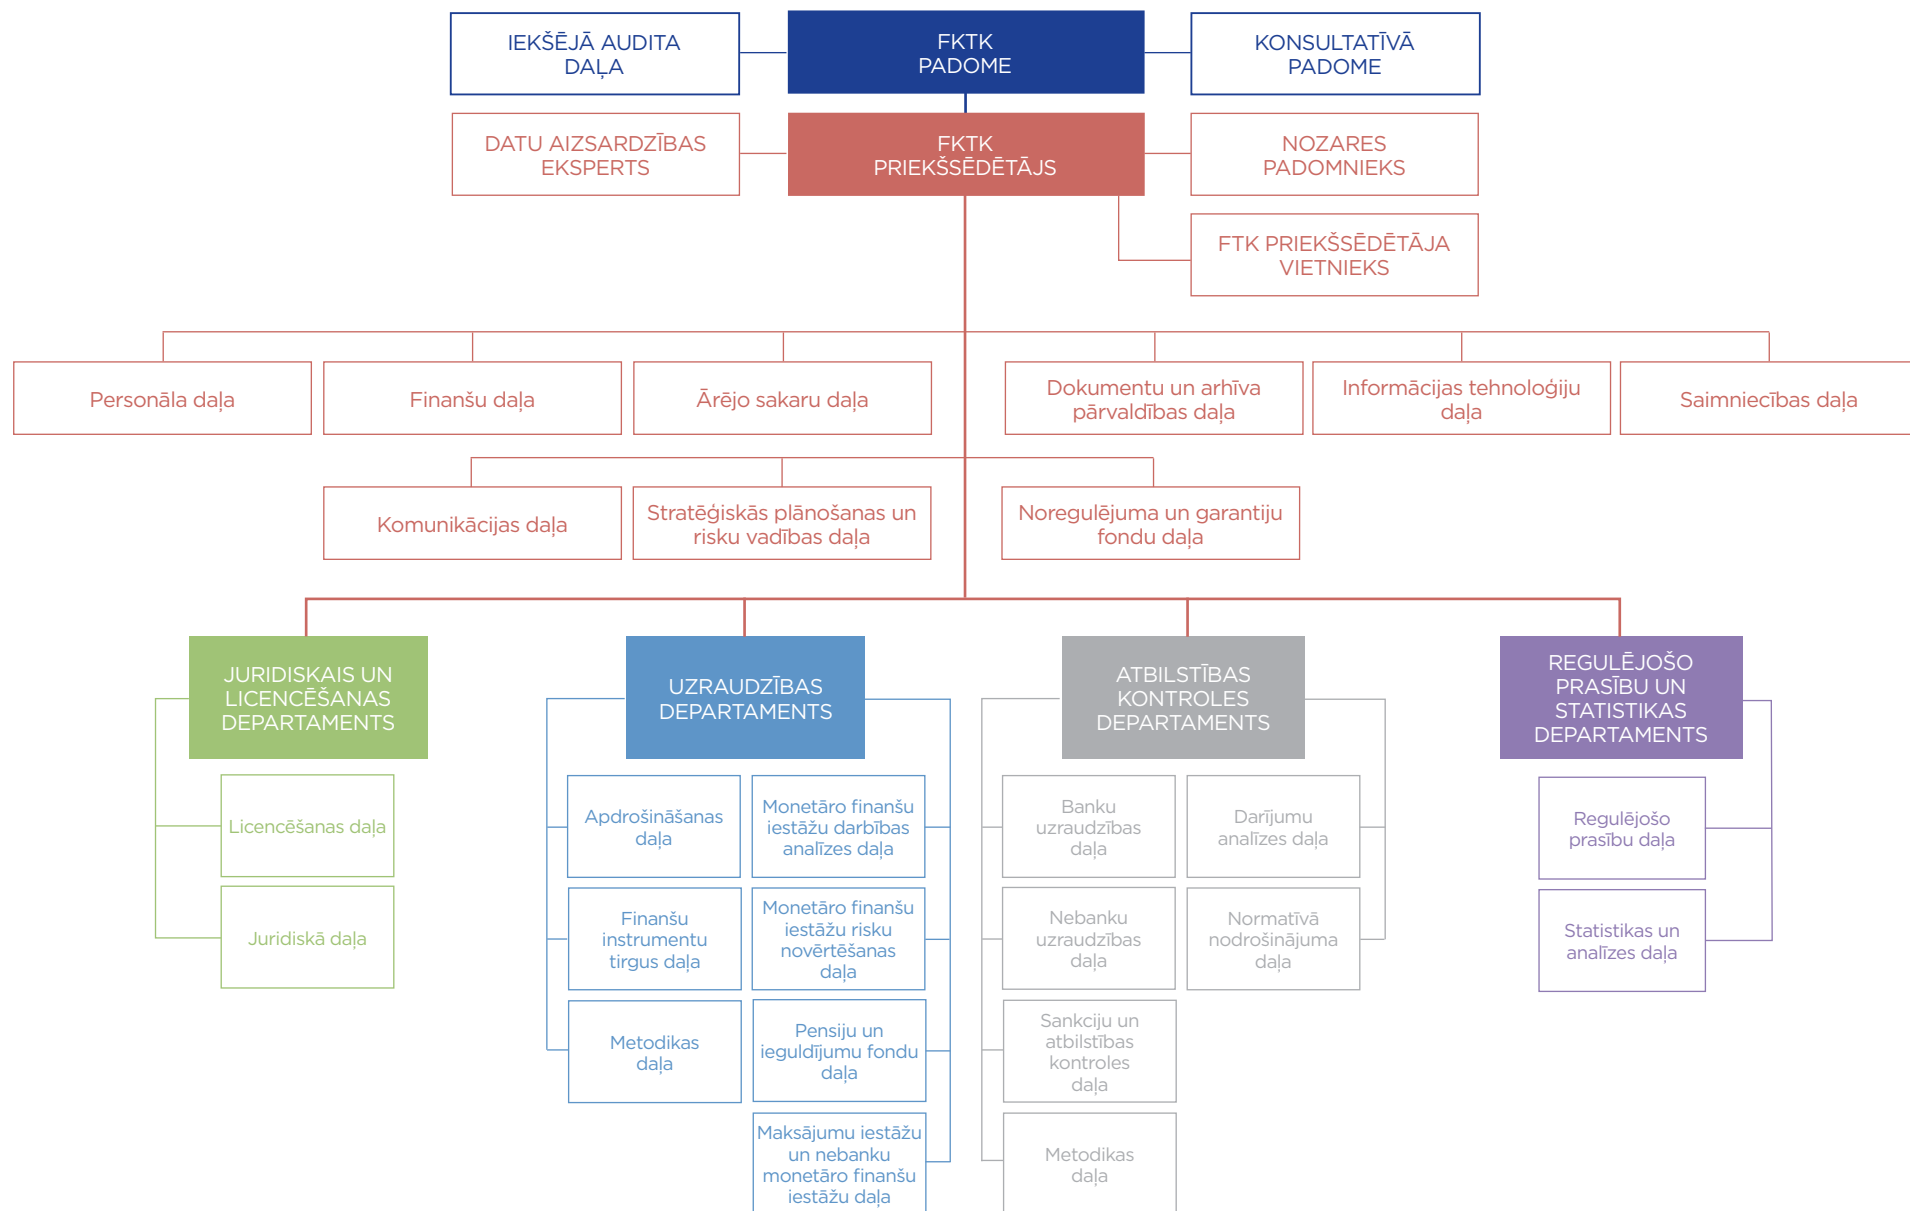 IEKŠĒJĀ AUDITA
DAĻA
FKTK
PADOME
KONSULTATĪVĀ
PADOME
DATU AIZSARDZĪBAS
EKSPERTS
FKTK
PRIEKŠSĒDĒTĀJS
NOZARES
PADOMNIEKS
FTK PRIEKŠSĒDĒTĀJA
VIETNIEKS
Personāla daļa
Finanšu daļa
Ārējo sakaru daļa
Dokumentu un arhīva
pārvaldības daļa
Informācijas tehnoloģiju
daļa
Saimniecības daļa
Komunikācijas daļa
Stratēģiskās plānošanas un
risku vadības daļa
Noregulējuma un garantiju
fondu daļa
JURIDISKAIS UN
LICENCĒŠANAS
DEPARTAMENTS
Licencēšanas daļa
Juridiskā daļa
UZRAUDZĪBAS
DEPARTAMENTS
Apdrošināšanas
daļa
Finanšu
instrumentu
tirgus daļa
Metodikas
daļa
Monetāro finanšu
iestāžu darbības
analīzes daļa
Monetāro finanšu
iestāžu risku
novērtēšanas
daļa
Pensiju un
ieguldījumu fondu
daļa
Maksājumu iestāžu
un nebanku
monetāro finanšu
iestāžu daļa
ATBILSTĪBAS
KONTROLES
DEPARTAMENTS
Banku
uzraudzības
daļa
Nebanku
uzraudzības
daļa
Sankciju un
atbilstības
kontroles
daļa
Metodikas
daļa
Darījumu
analīzes daļa
Normatīvā
nodrošinājuma
daļa
REGULĒJOŠO
PRASĪBU UN
STATISTIKAS
DEPARTAMENTS
Regulējošo
prasību daļa
Statistikas un
analīzes daļa